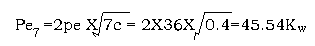 Pe₇ =2pe X√7c = 2X36X√0.4=45.54Kw